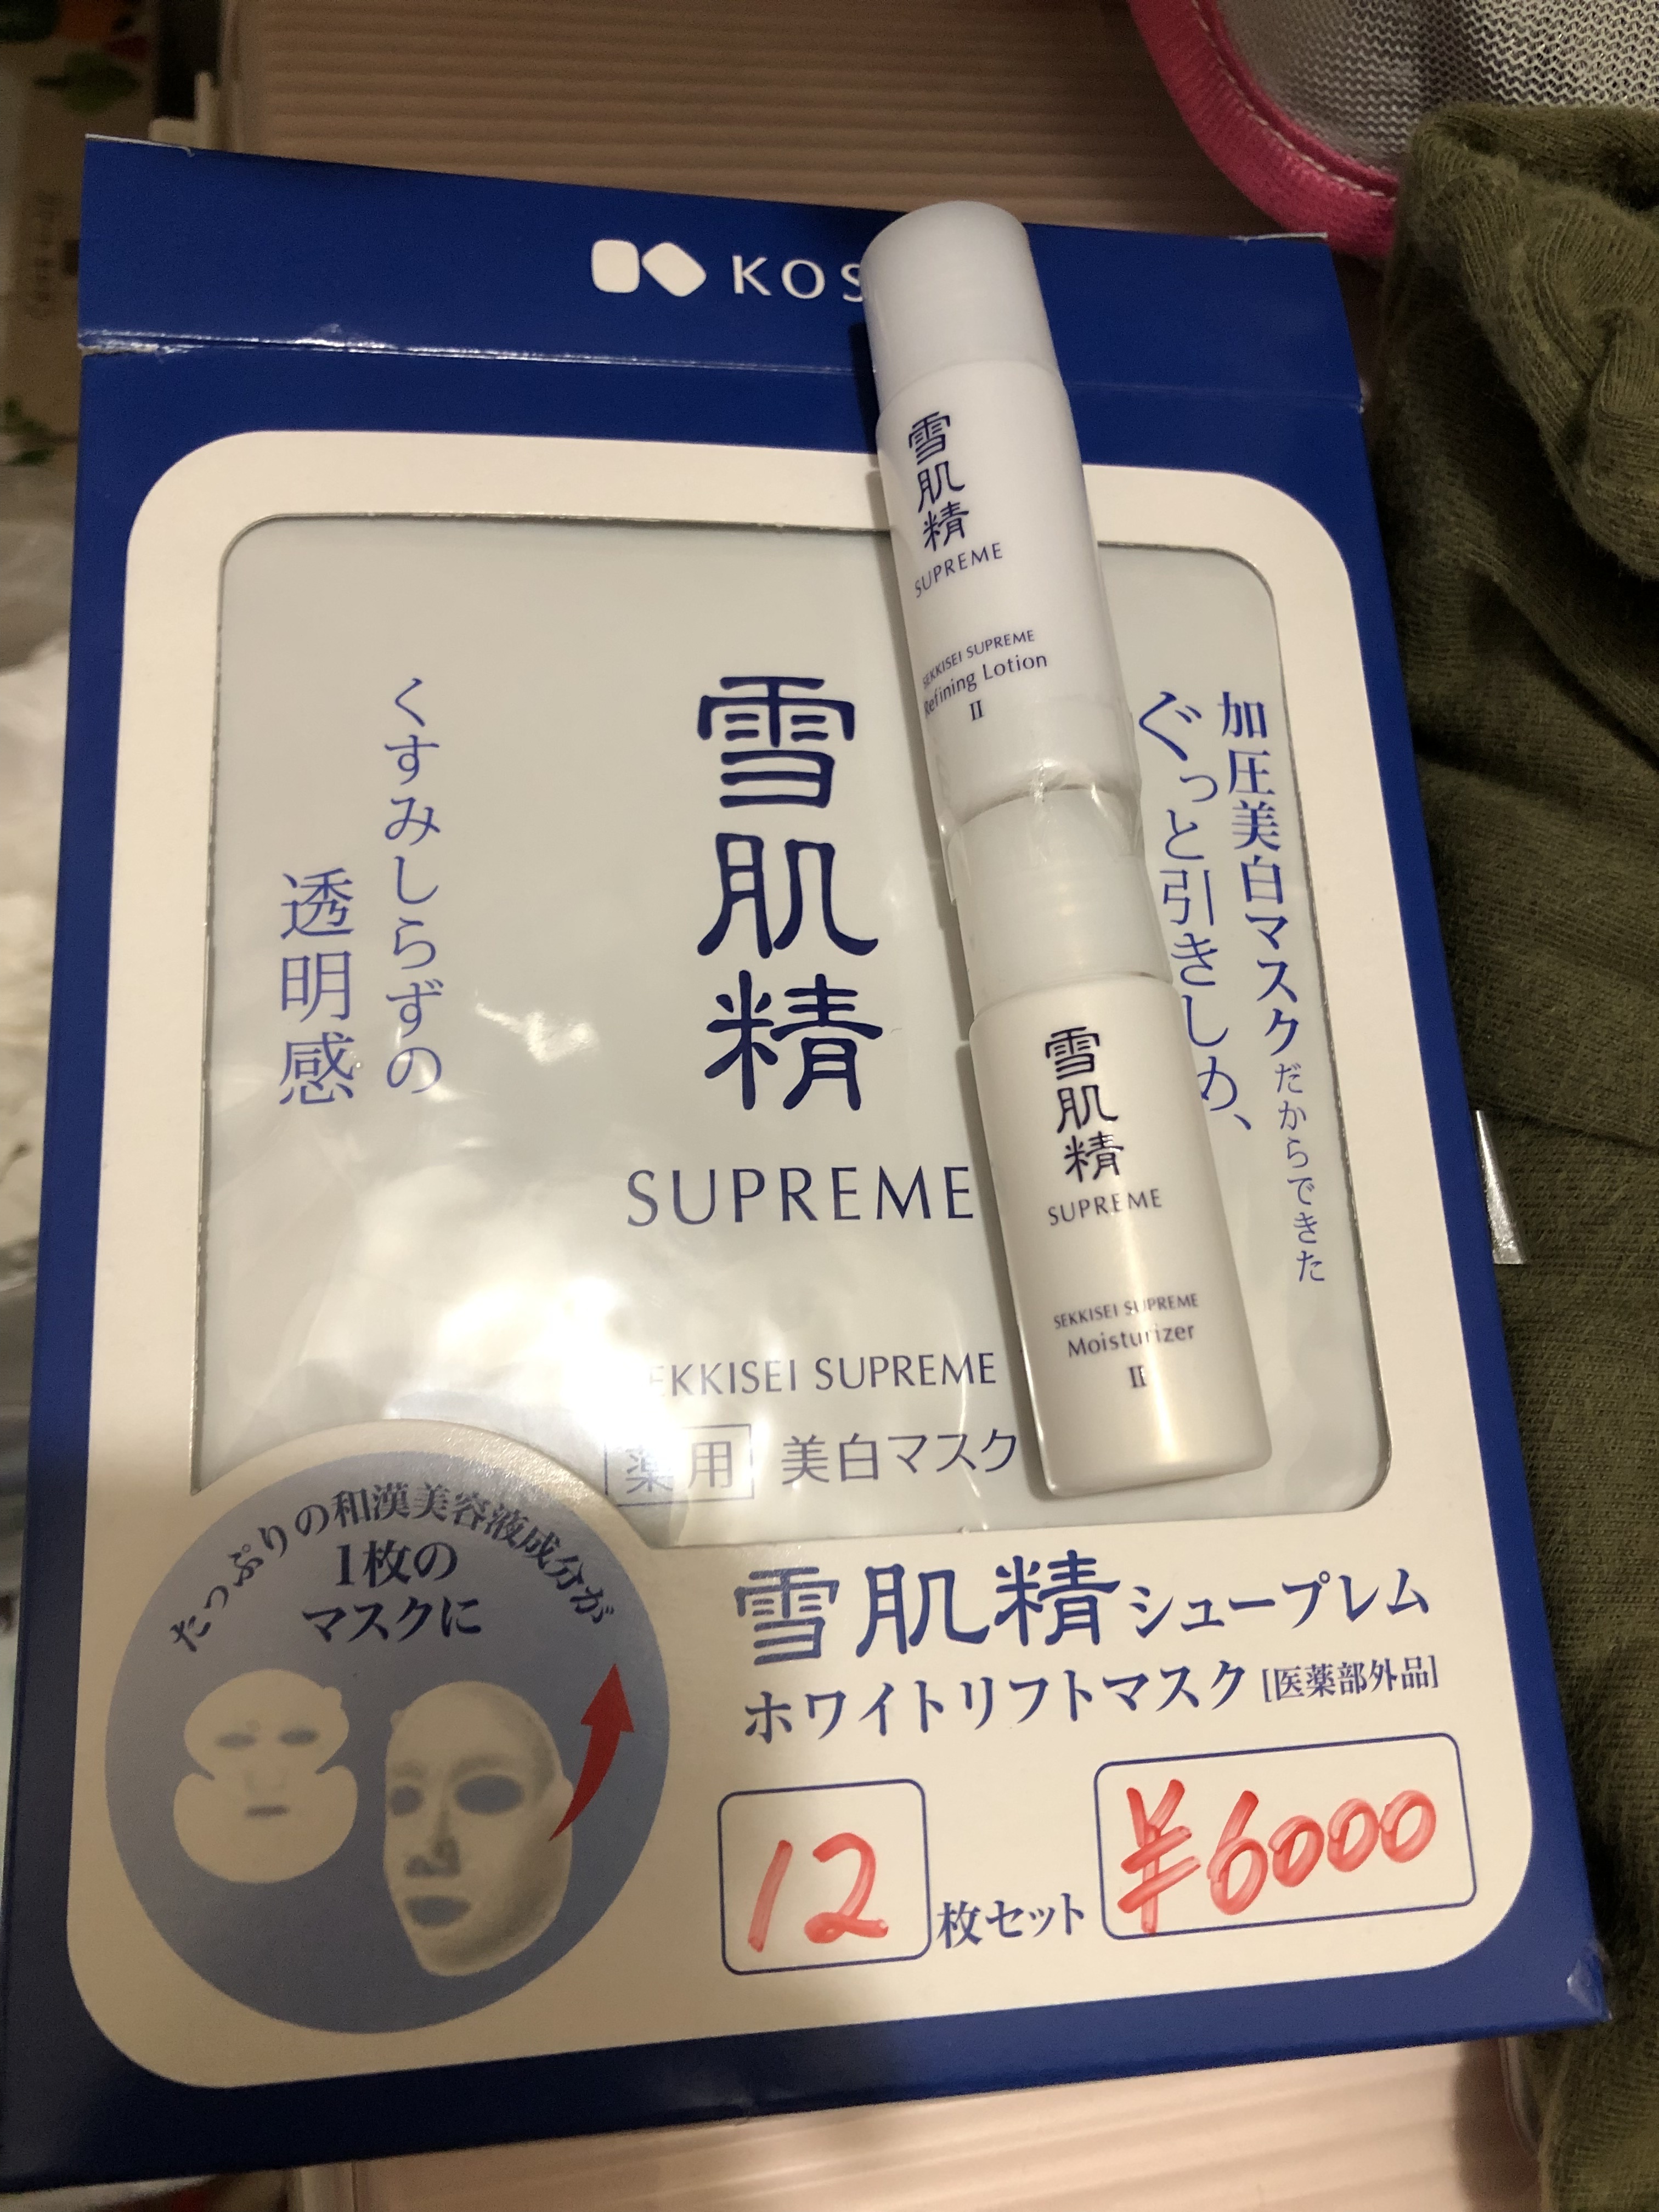 KOS
雪肌精
SUPREME
SEKKISEI SUPREME
Refining Lotion
II
雪肌精
SUPREME
SEKKISEI SUPREME
Moisturizer
II
加圧美白マスクだからできた
ぐっと引きしめ、
雪肌精
SUPREME
くすみしらずの
透明感
EKKISEI SUPREME
薬用 美白マスク
たっぷりの和漢美容液成分が
1枚の
マスクに
雪肌精シュープレム
ホワイトリフトマスク[医薬部外品]
12枚セット ¥6000